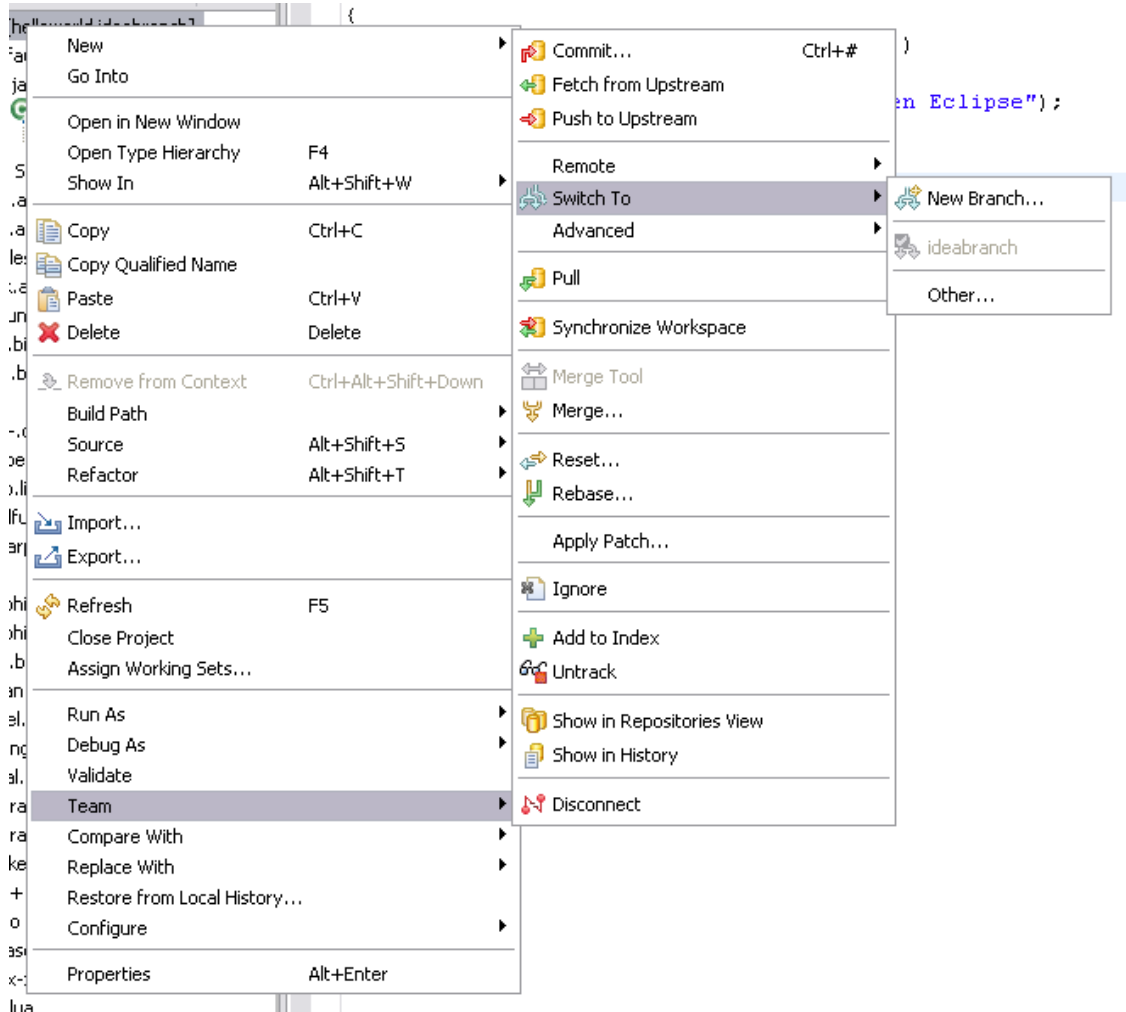 {
New
Go Into
Open in New Window
Open Type Hierarchy F4
Show In Alt+Shift+W
Copy Ctrl+C
Copy Qualified Name
Paste Ctrl+V
Delete Delete
Remove from Context Ctrl+Alt+Shift+Down
Build Path
Source Alt+Shift+S
Refactor Alt+Shift+T
Import...
Export...
Refresh F5
Close Project
Assign Working Sets...
Run As
Debug As
Validate
Team
Compare With
Replace With
Restore from Local History...
Configure
Properties Alt+Enter
Commit... Ctrl+#
Fetch from Upstream
Push to Upstream
Remote
Switch To
Advanced
Pull
Synchronize Workspace
Merge Tool
Merge...
Reset...
Rebase...
Apply Patch...
Ignore
Add to Index
Untrack
Show in Repositories View
Show in History
Disconnect
)
en Eclipse");
New Branch...
ideabranch
Other...